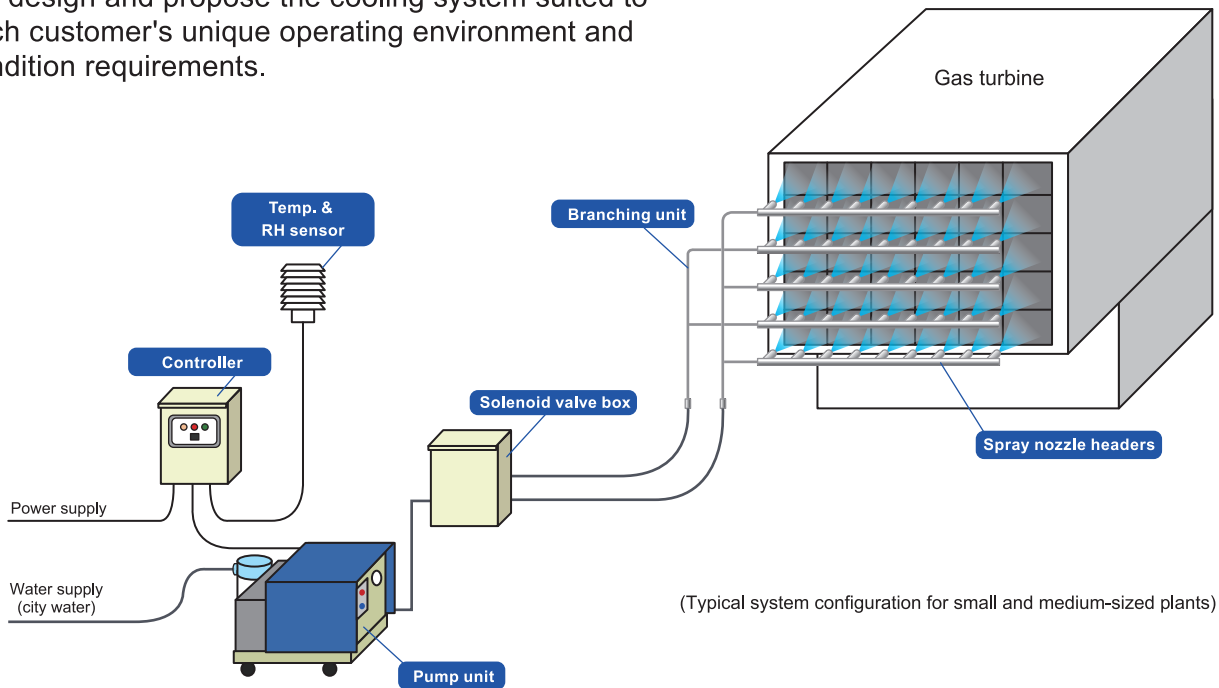 design and propose the cooling system suited to
customer's unique operating environment and
requirements.
Gas turbine
Temp. &
RH sensor
Branching unit
Controller
Solenoid valve box
Spray nozzle headers
Power supply
Water supply
(city water)
(Typical system configuration for small and medium-sized plants)
Pump unit